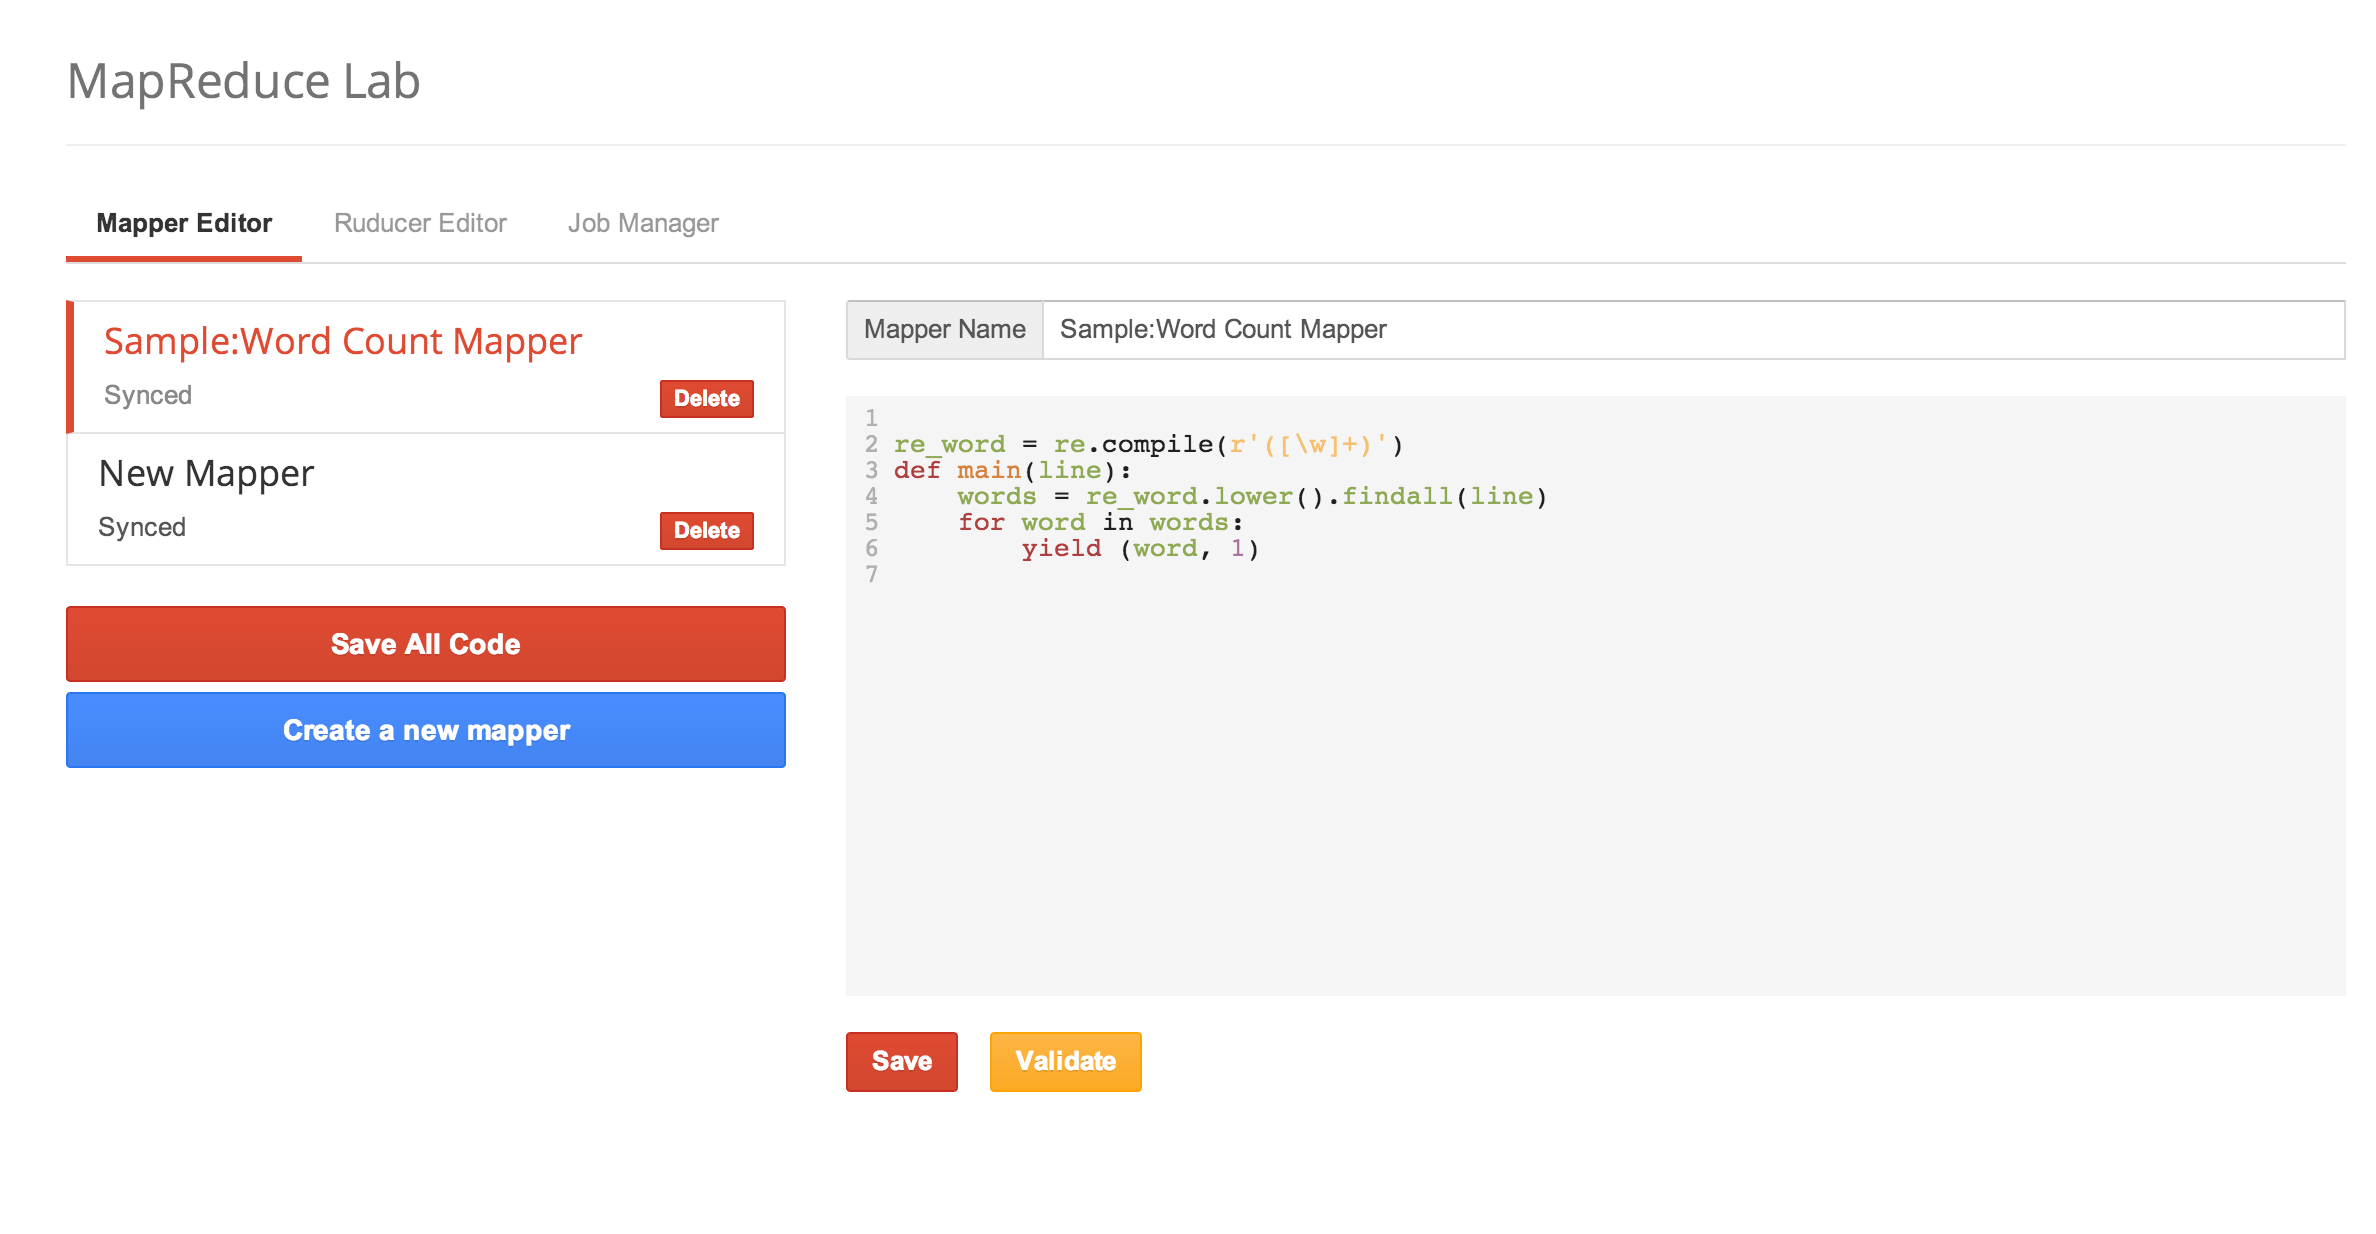 MapReduce Lab
Mapper Editor Ruducer Editor Job Manager
Sample:Word Count Mapper
Synced Delete
New Mapper
Synced Delete
Save All Code
Create a new mapper
Mapper Name Sample:Word Count Mapper
1
2 re_word = re.compile(r'([\w]+)')
3 def main(line):
4     words = re_word.lower().findall(line)
5     for word in words:
6         yield (word, 1)
7
Save Validate